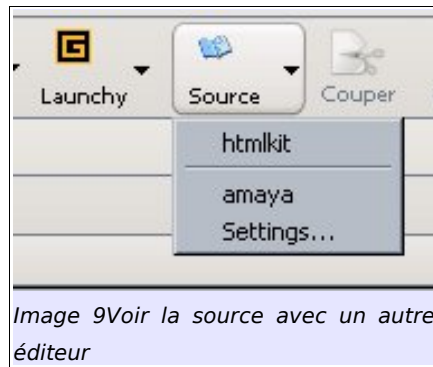 Launchy
Source
Couper
htmlkit
amaya
Settings...
Image 9Voir la source avec un autre
éditeur